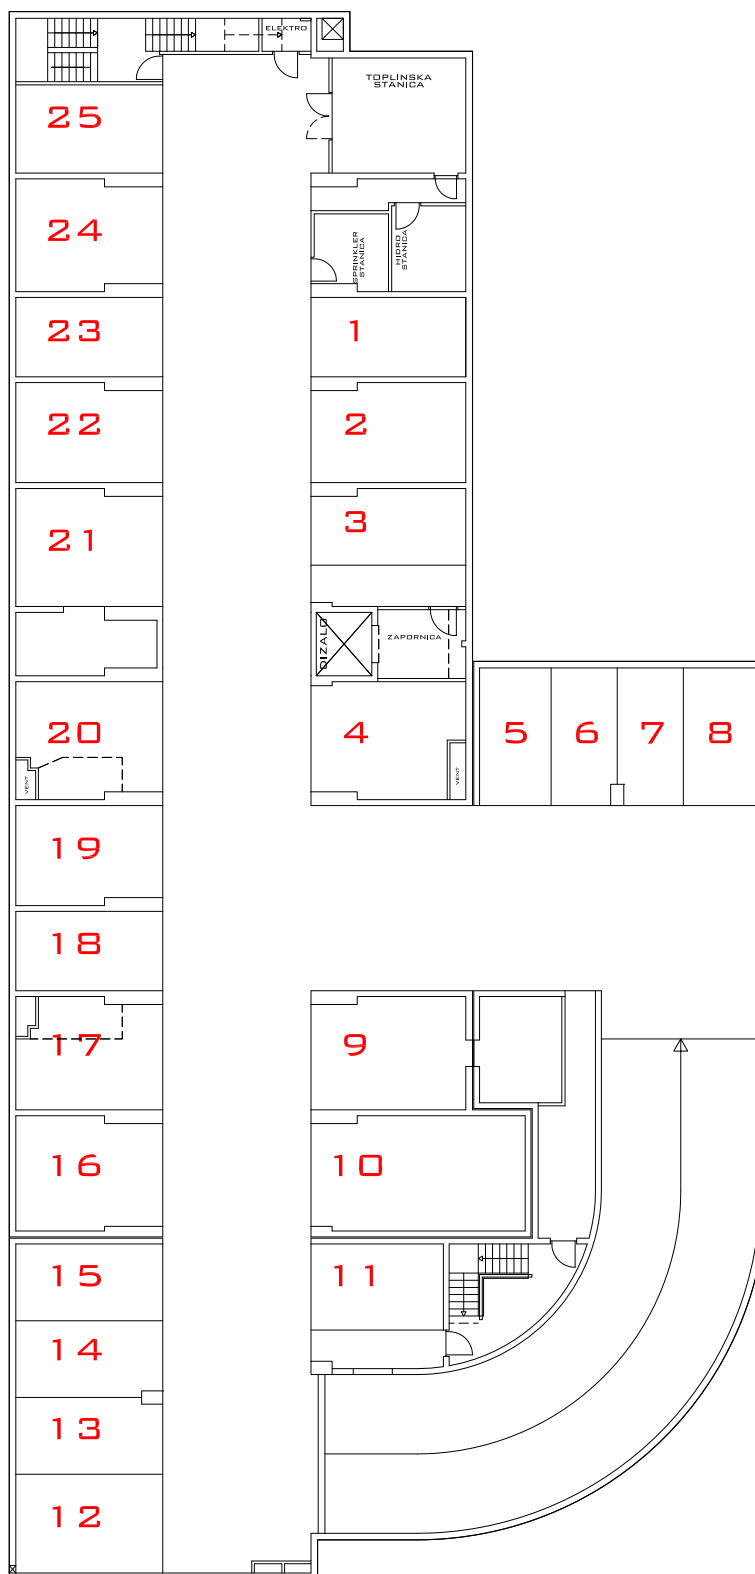 ELEKTRO
TOPLINSKA
STANICA
25
24
SPRINKLER
STANICA
HIDRO
STANICA
23
1
22
2
21
3
DIZALO
ZAPORNICA
20
4
5
6
7
8
VENT
VENT
19
18
17
9
16
10
15
11
14
13
12